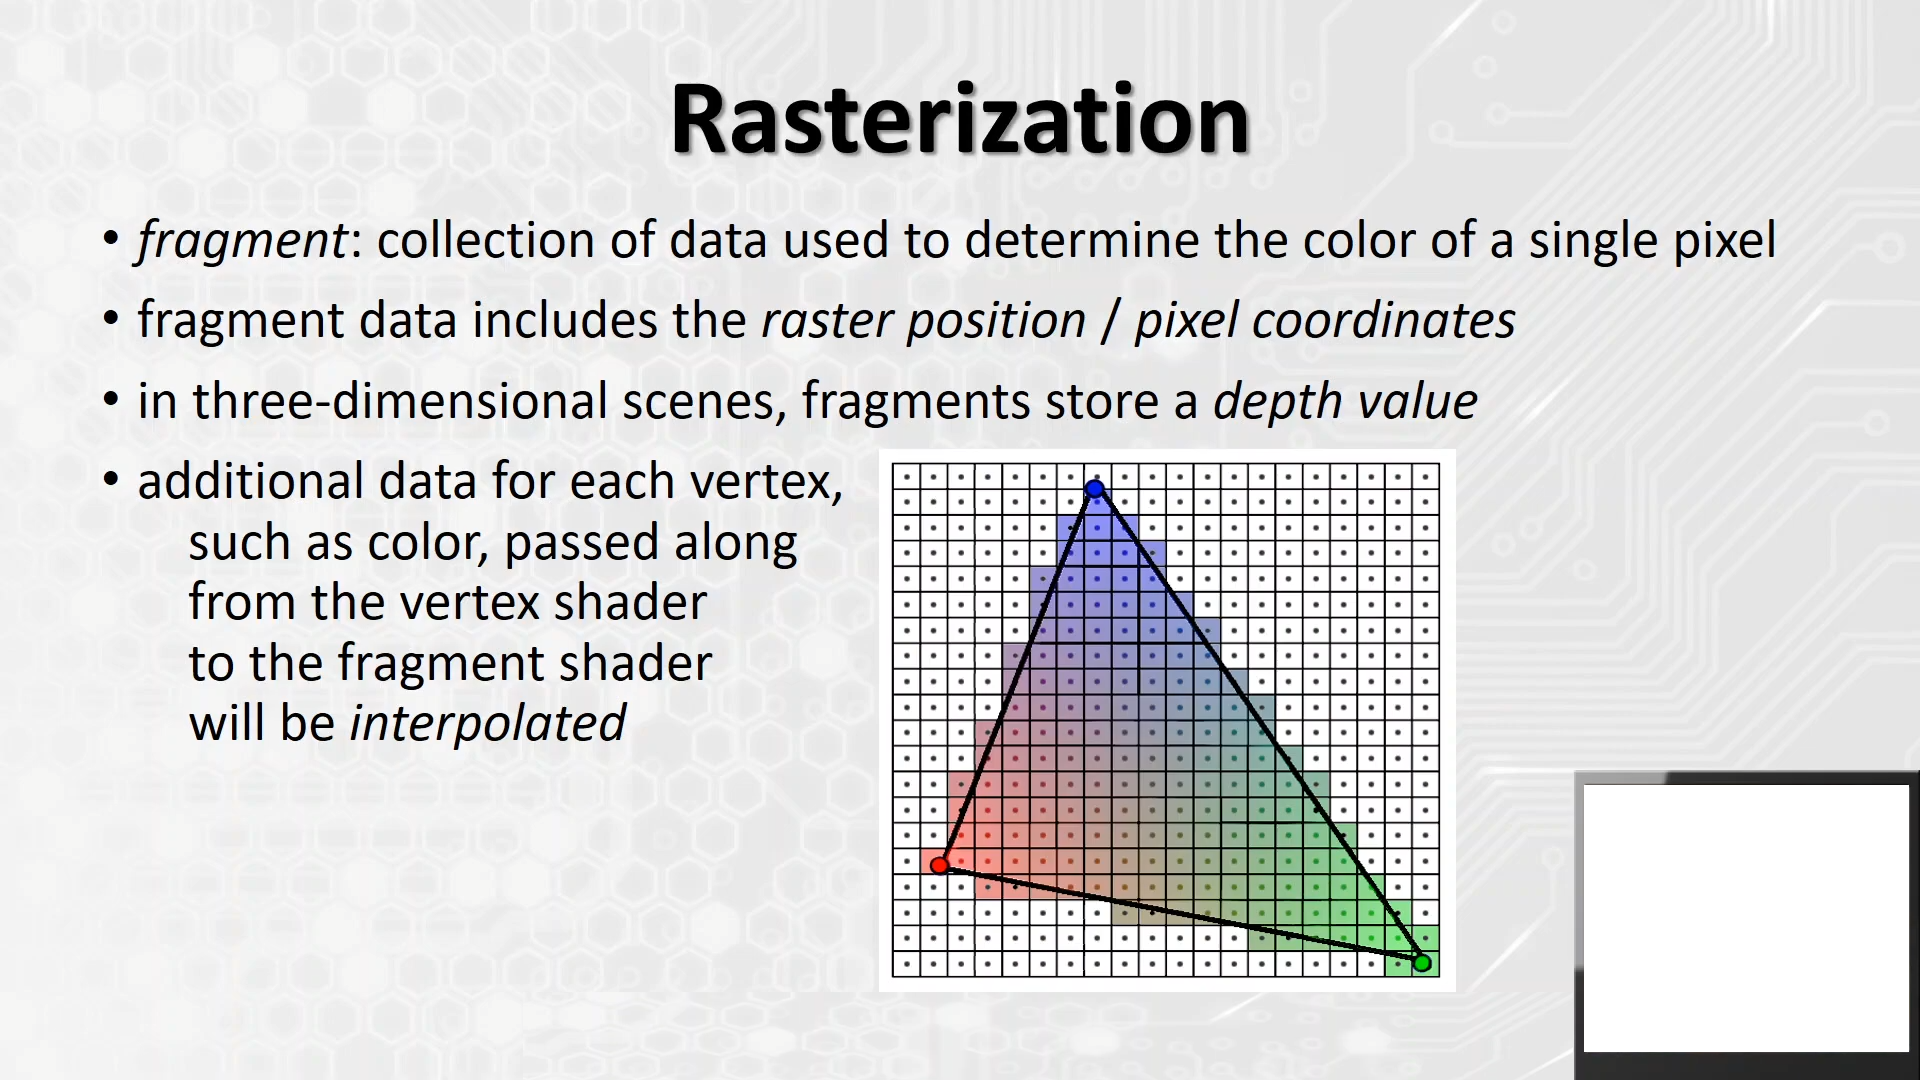 Rasterization
• fragment: collection of data used to determine the color of a single pixel
• fragment data includes the raster position / pixel coordinates
• in three-dimensional scenes, fragments store a depth value
• additional data for each vertex,
such as color, passed along
from the vertex shader
to the fragment shader
will be interpolated